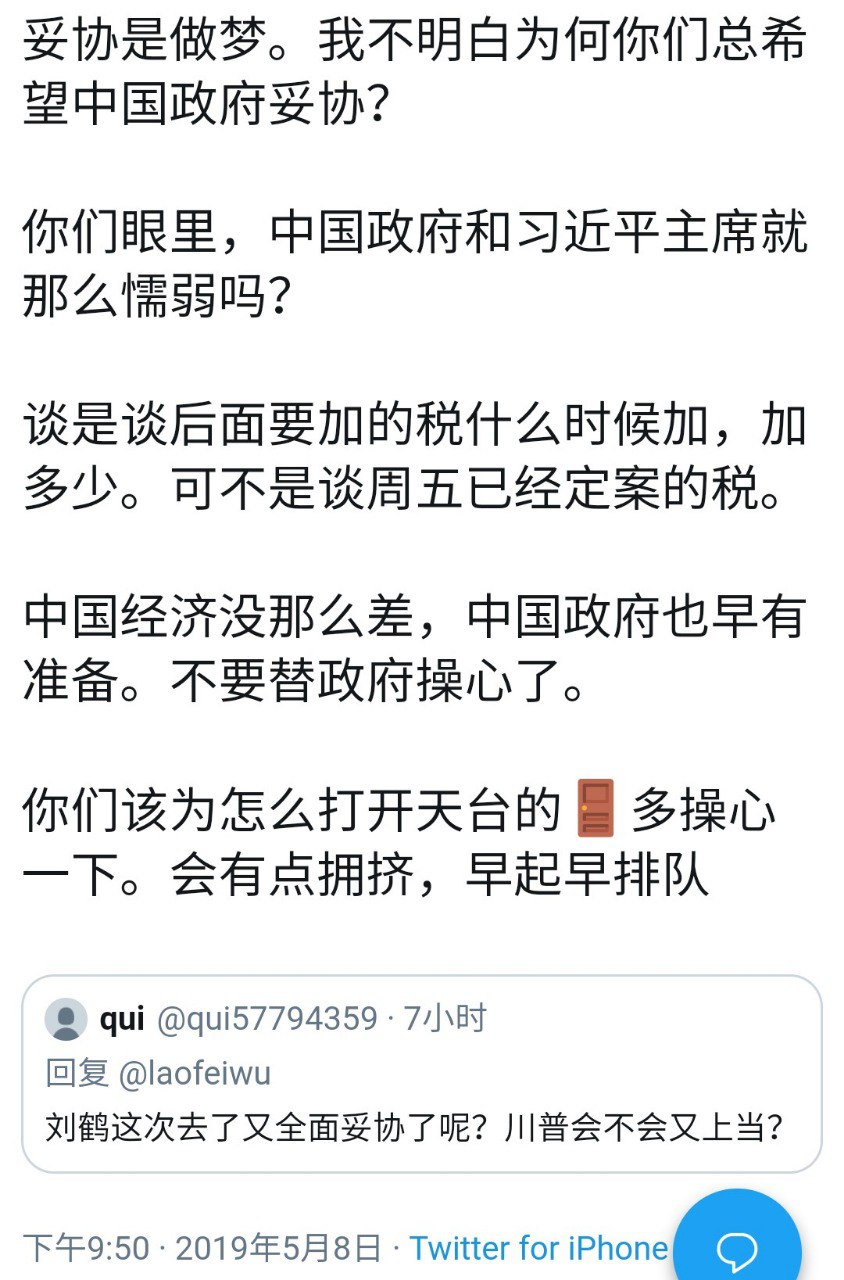 妥协是做梦。我不明白为何你们总希
望中国政府妥协？
你们眼里，中国政府和习近平主席就
那么懦弱吗？
谈是谈后面要加的税什么时候加，加
多少。可不是谈周五已经定案的税。
中国经济没那么差，中国政府也早有
准备。不要替政府操心了。
你们该为怎么打开天台的🚪多操心
一下。会有点拥挤，早起早排队
qui @qui57794359 · 7小时
回复 @laofeiwu
刘鹤这次去了又全面妥协了呢？川普会不会又上当？
下午9:50 · 2019年5月8日 · Twitter for iPhone